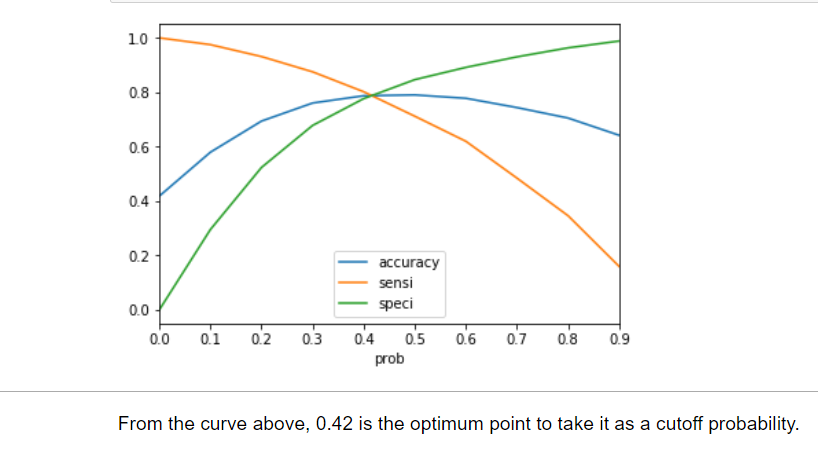 1.0
0.8
0.6
0.4
0.2
0.0
accuracy
sensi
speci
0.0 0.1 0.2 0.3 0.4 0.5 0.6 0.7 0.8 0.9
prob
From the curve above, 0.42 is the optimum point to take it as a cutoff probability.